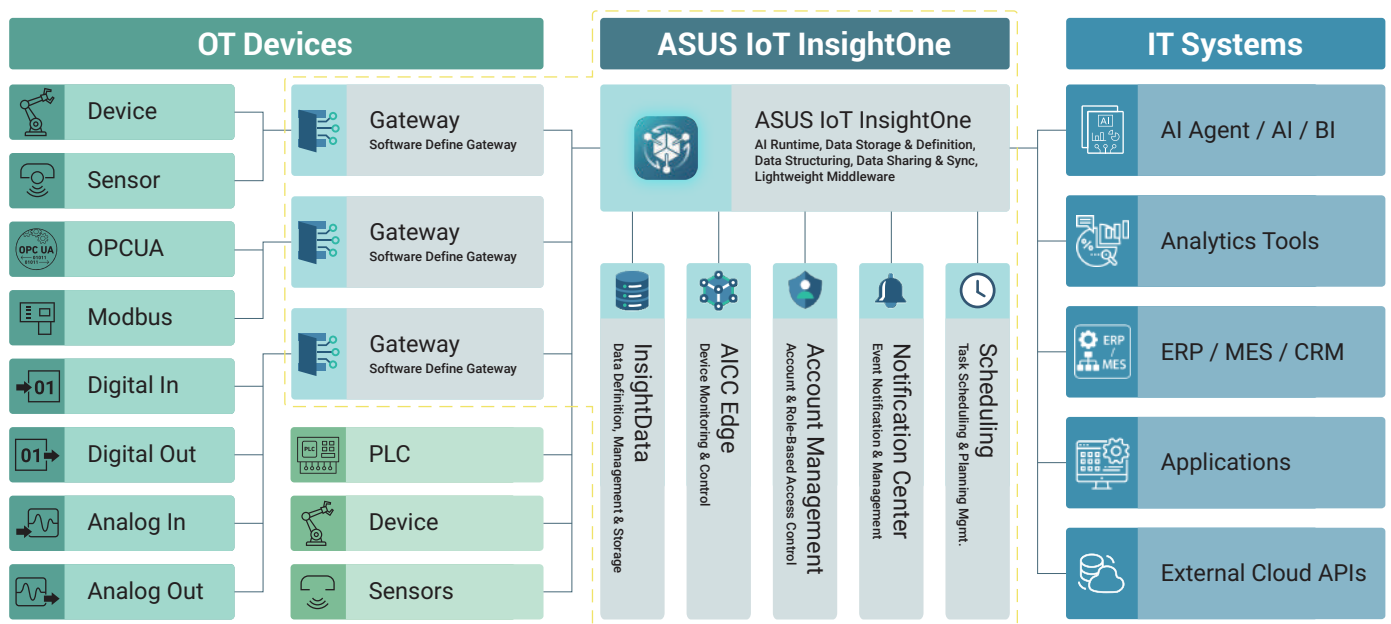 OT Devices
Device
Sensor
OPC UA
01011
01011
OPCUA
Modbus
01
Digital In
01
Digital Out
Analog In
Analog Out
Gateway
Software Define Gateway
Gateway
Software Define Gateway
Gateway
Software Define Gateway
PLC
PLC
Device
Sensors
ASUS IoT InsightOne
ASUS IoT InsightOne
AI Runtime, Data Storage & Definition,
Data Structuring, Data Sharing & Sync,
Lightweight Middleware
InsightData
Data Definition, Management & Storage
AICC Edge
Device Monitoring & Control
Account Management
Account & Role-Based Access Control
Notification Center
Event Notification & Management
Scheduling
Task Scheduling & Planning Mgmt.
IT Systems
AI
AI Agent / AI / BI
%
Analytics Tools
ERP
/
MES
ERP / MES / CRM
Applications
External Cloud APIs